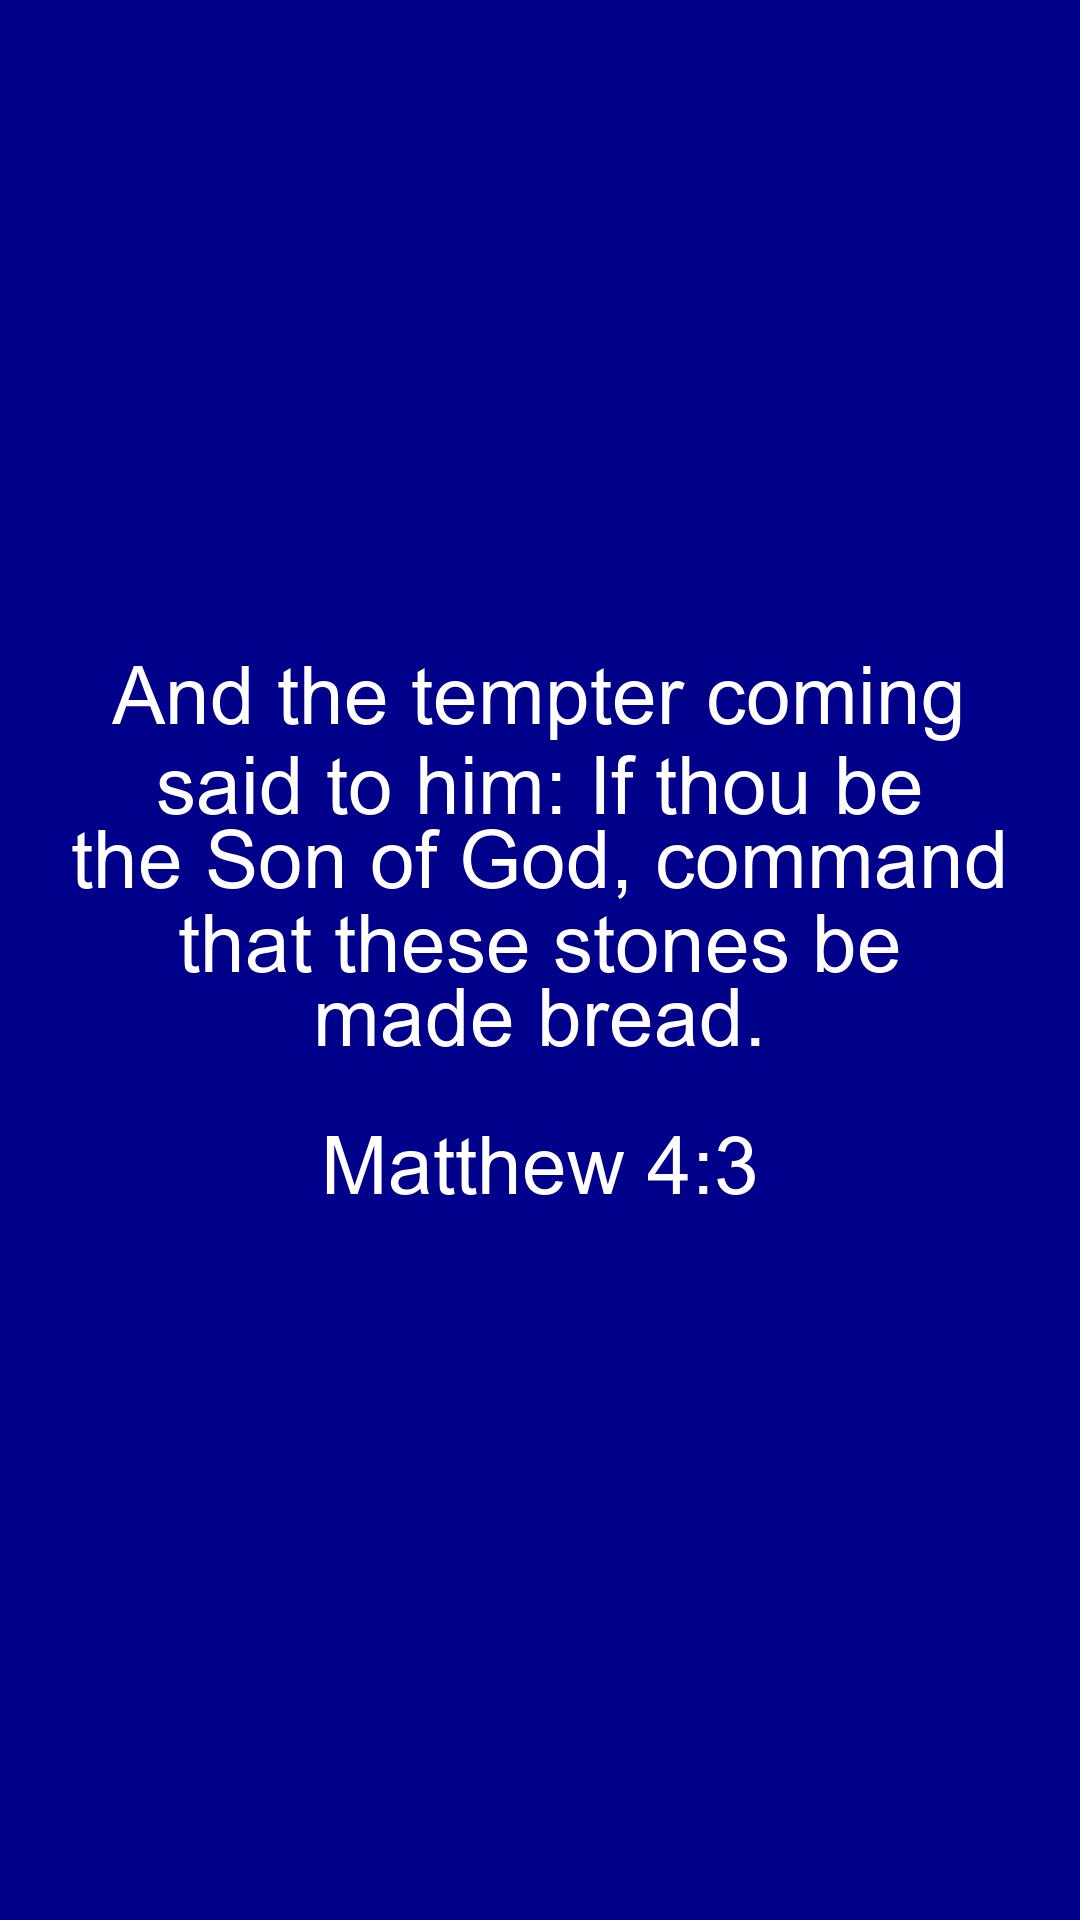 And the tempter coming
said to him: If thou be
the Son of God, command
that these stones be
made bread.
Matthew 4:3